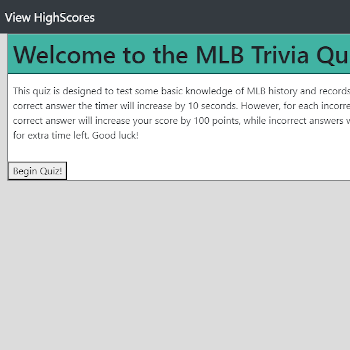 View HighScores
Welcome to the MLB Trivia Qu
This quiz is designed to test some basic knowledge of MLB history and records
correct answer the timer will increase by 10 seconds. However, for each incorre
correct answer will increase your score by 100 points, while incorrect answers
for extra time left. Good luck!
Begin Quiz!